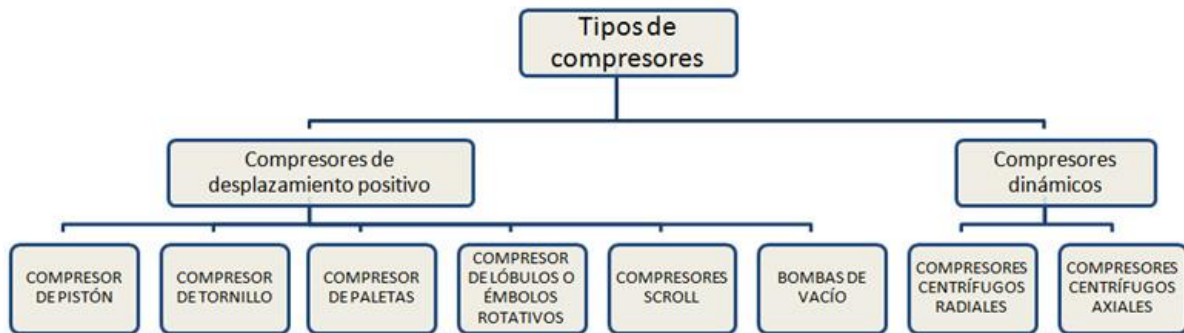 Tipos de
compresores
Compresores de
desplazamiento positivo
Compresores
dinámicos
COMPRESOR
DE PISTÓN
COMPRESOR
DE TORNILLO
COMPRESOR
DE PALETAS
COMPRESOR
DE LÓBULOS O
ÉMBOLOS
ROTATIVOS
COMPRESORES
SCROLL
BOMBAS DE
VACÍO
COMPRESORES
CENTRÍFUGOS
RADIALES
COMPRESORES
CENTRÍFUGOS
AXIALES